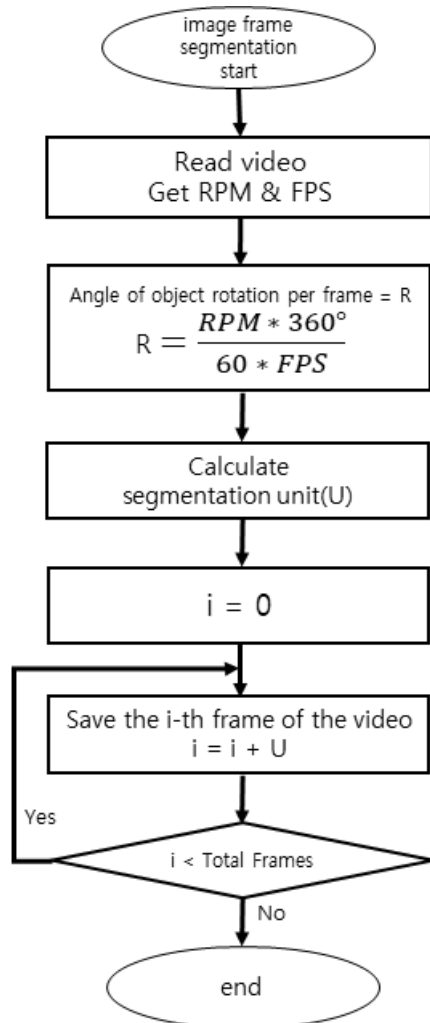 image frame
segmentation
start
Read video
Get RPM & FPS
Angle of object rotation per frame = R
R = \frac{RPM * 360°}{60 * FPS}
Calculate
segmentation unit(U)
i = 0
Save the i-th frame of the video
i = i + U
Yes
i < Total Frames
No
end